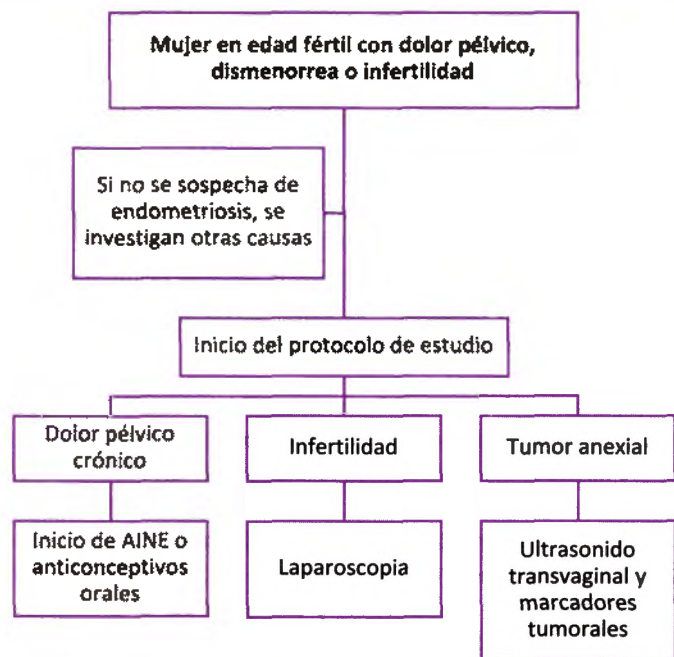 Mujer en edad fértil con dolor pélvico,
dismenorrea o infertilidad
Si no se sospecha de
endometriosis, se
investigan otras causas
Inicio del protocolo de estudio
Dolor pélvico
crónico
Infertilidad
Tumor anexial
Inicio de AINE o
anticonceptivos
orales
Laparoscopia
Ultrasonido
transvaginal y
marcadores
tumorales